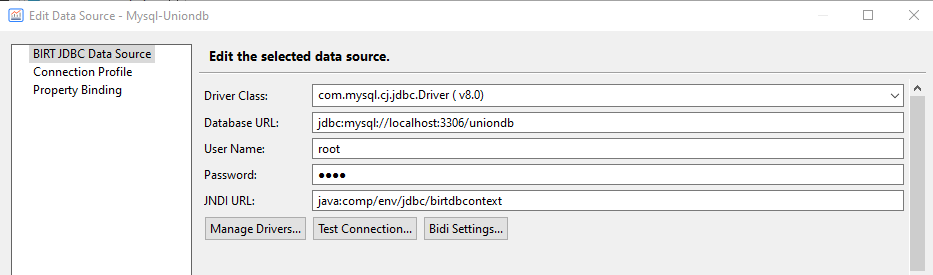 Edit Data Source - Mysql-Uniondb
BIRT JDBC Data Source
Connection Profile
Property Binding
Edit the selected data source.
Driver Class: com.mysql.cj.jdbc.Driver ( v8.0)
Database URL: jdbc:mysql://localhost:3306/uniondb
User Name: root
Password: ●●●●
JNDI URL: java:comp/env/jdbc/birtdbcontext
Manage Drivers... Test Connection... Bidi Settings...